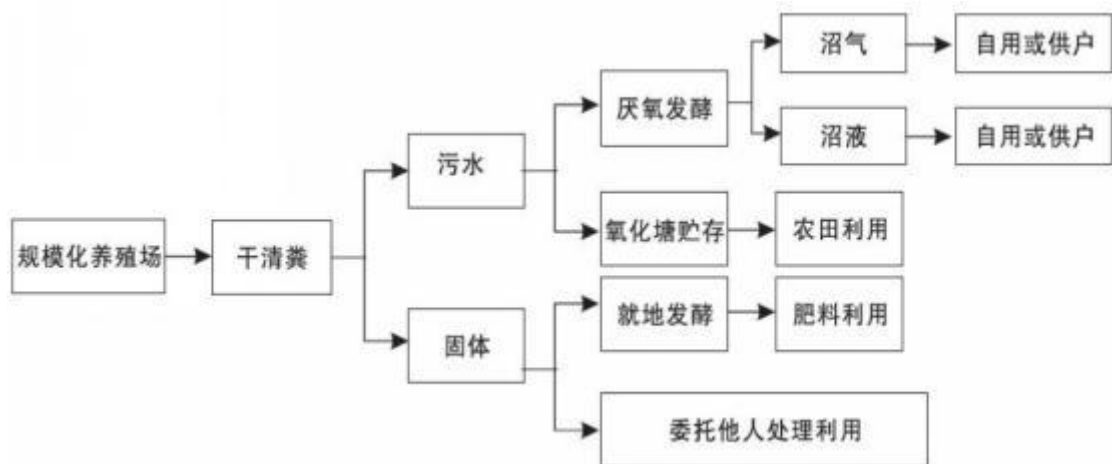 沼气
自用或供户
厌氧发酵
沼液
自用或供户
污水
氧化塘贮存
农田利用
规模化养殖场
干清粪
就地发酵
肥料利用
固体
委托他人处理利用